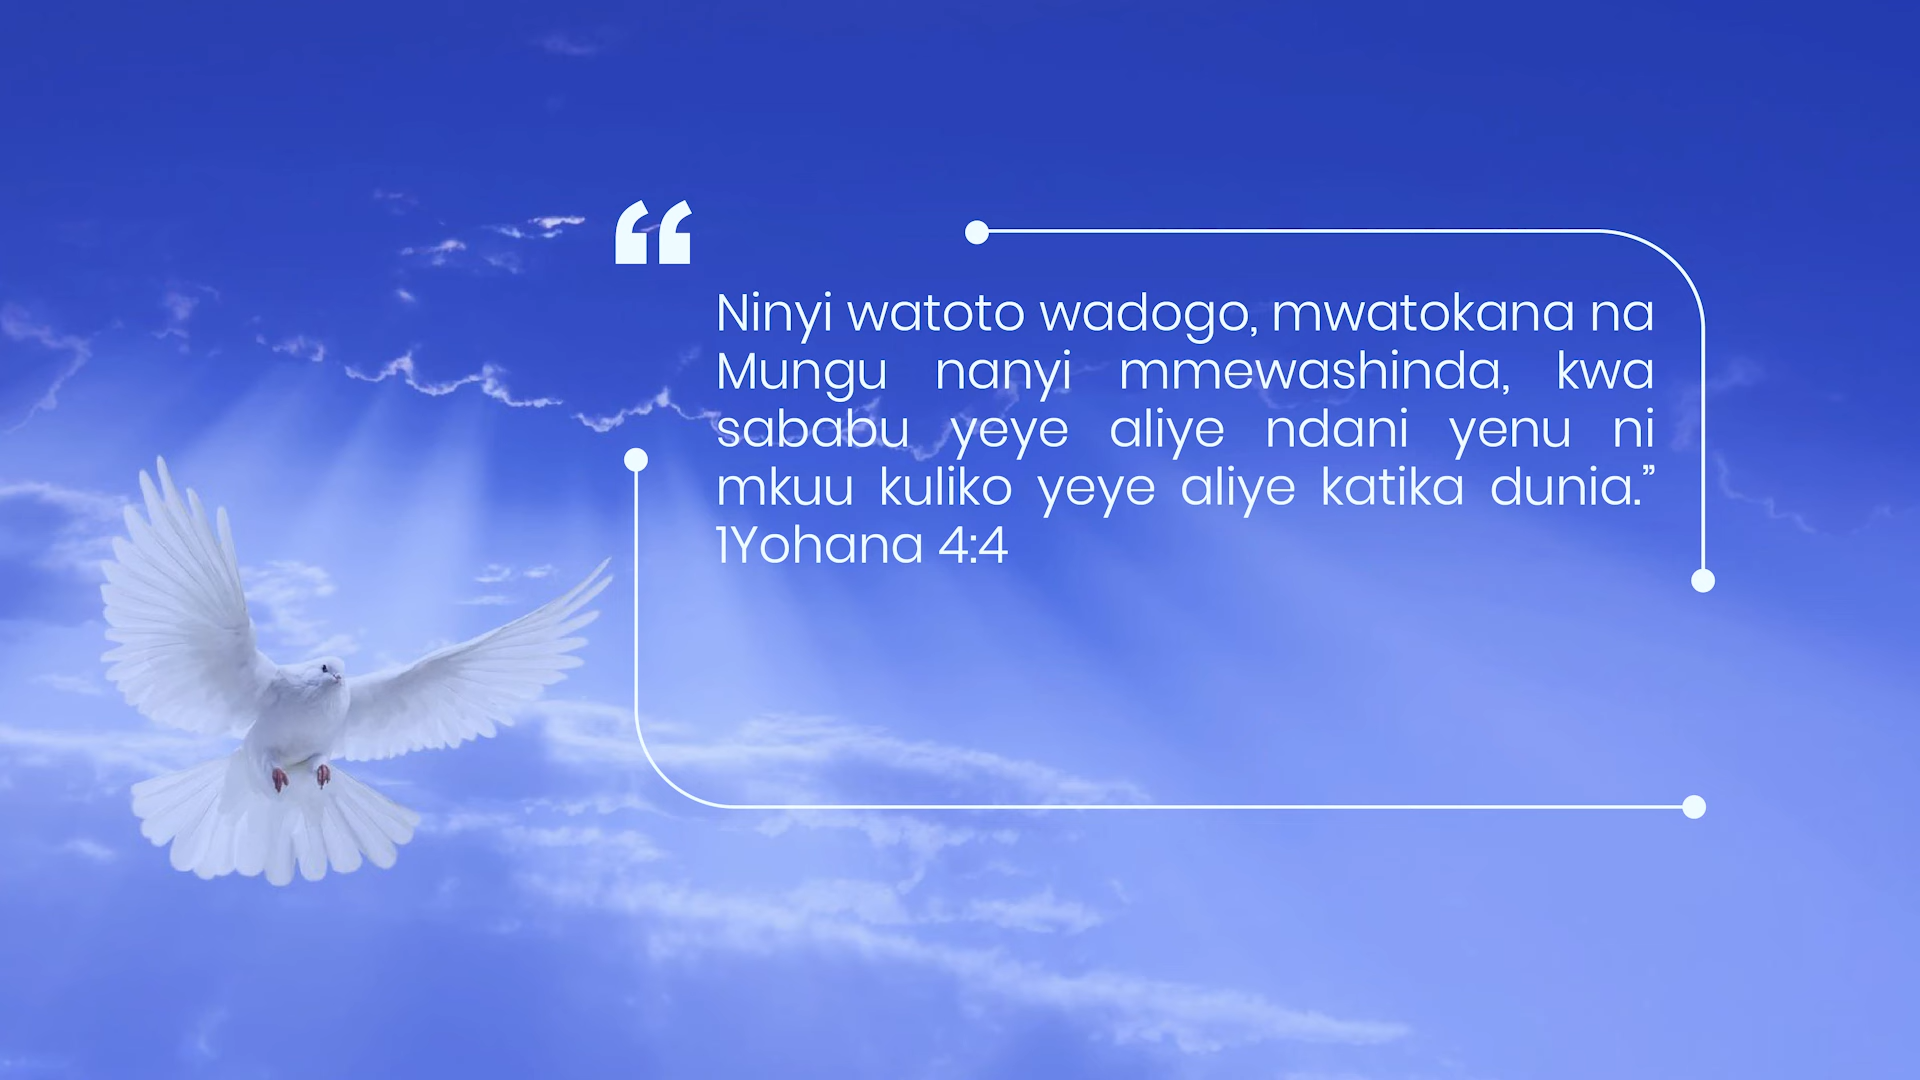 “
Ninyi watoto wadogo, mwatokana na
Mungu nanyi mmewashinda, kwa
sababu yeye aliye ndani yenu ni
mkuu kuliko yeye aliye katika dunia.”
1Yohana 4:4